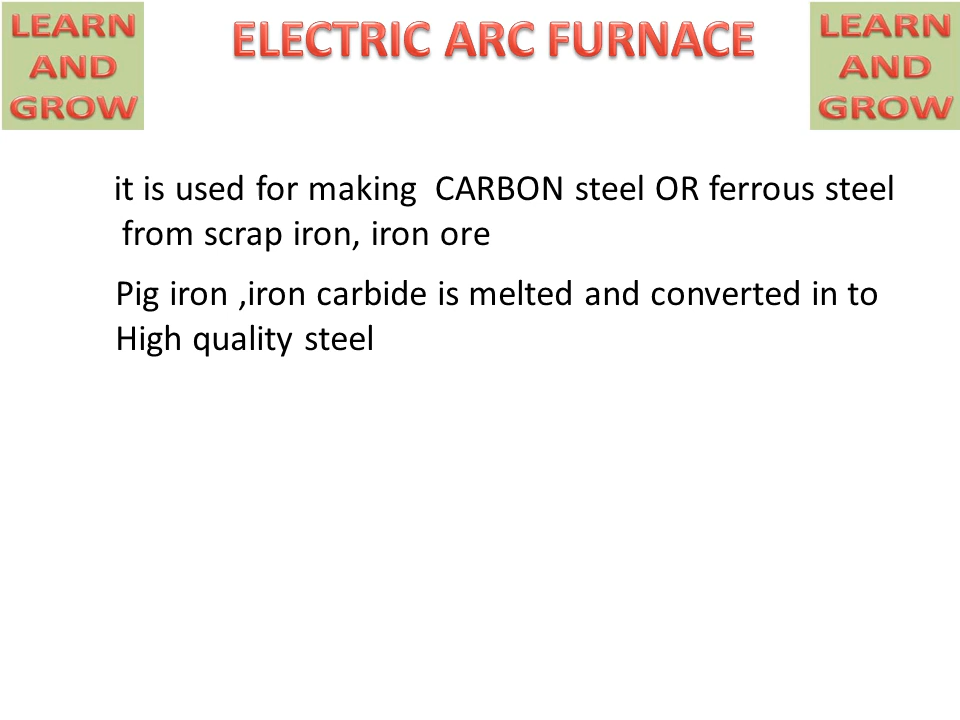 LEARN
AND
GROW
ELECTRIC ARC FURNACE
LEARN
AND
GROW
it is used for making  CARBON steel OR ferrous steel
from scrap iron, iron ore
Pig iron ,iron carbide is melted and converted in to
High quality steel